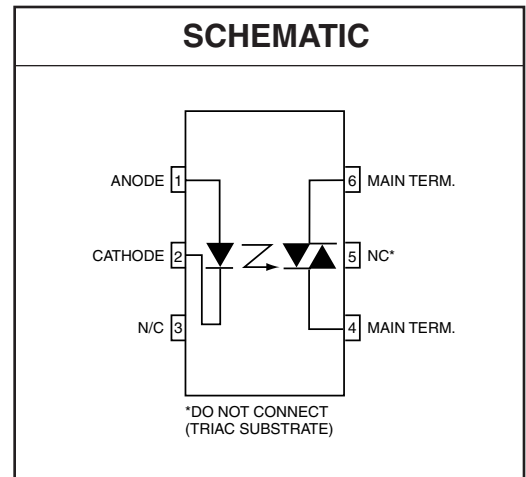 SCHEMATIC
ANODE 1
6 MAIN TERM.
CATHODE 2
5 NC*
N/C 3
4 MAIN TERM.
*DO NOT CONNECT
(TRIAC SUBSTRATE)